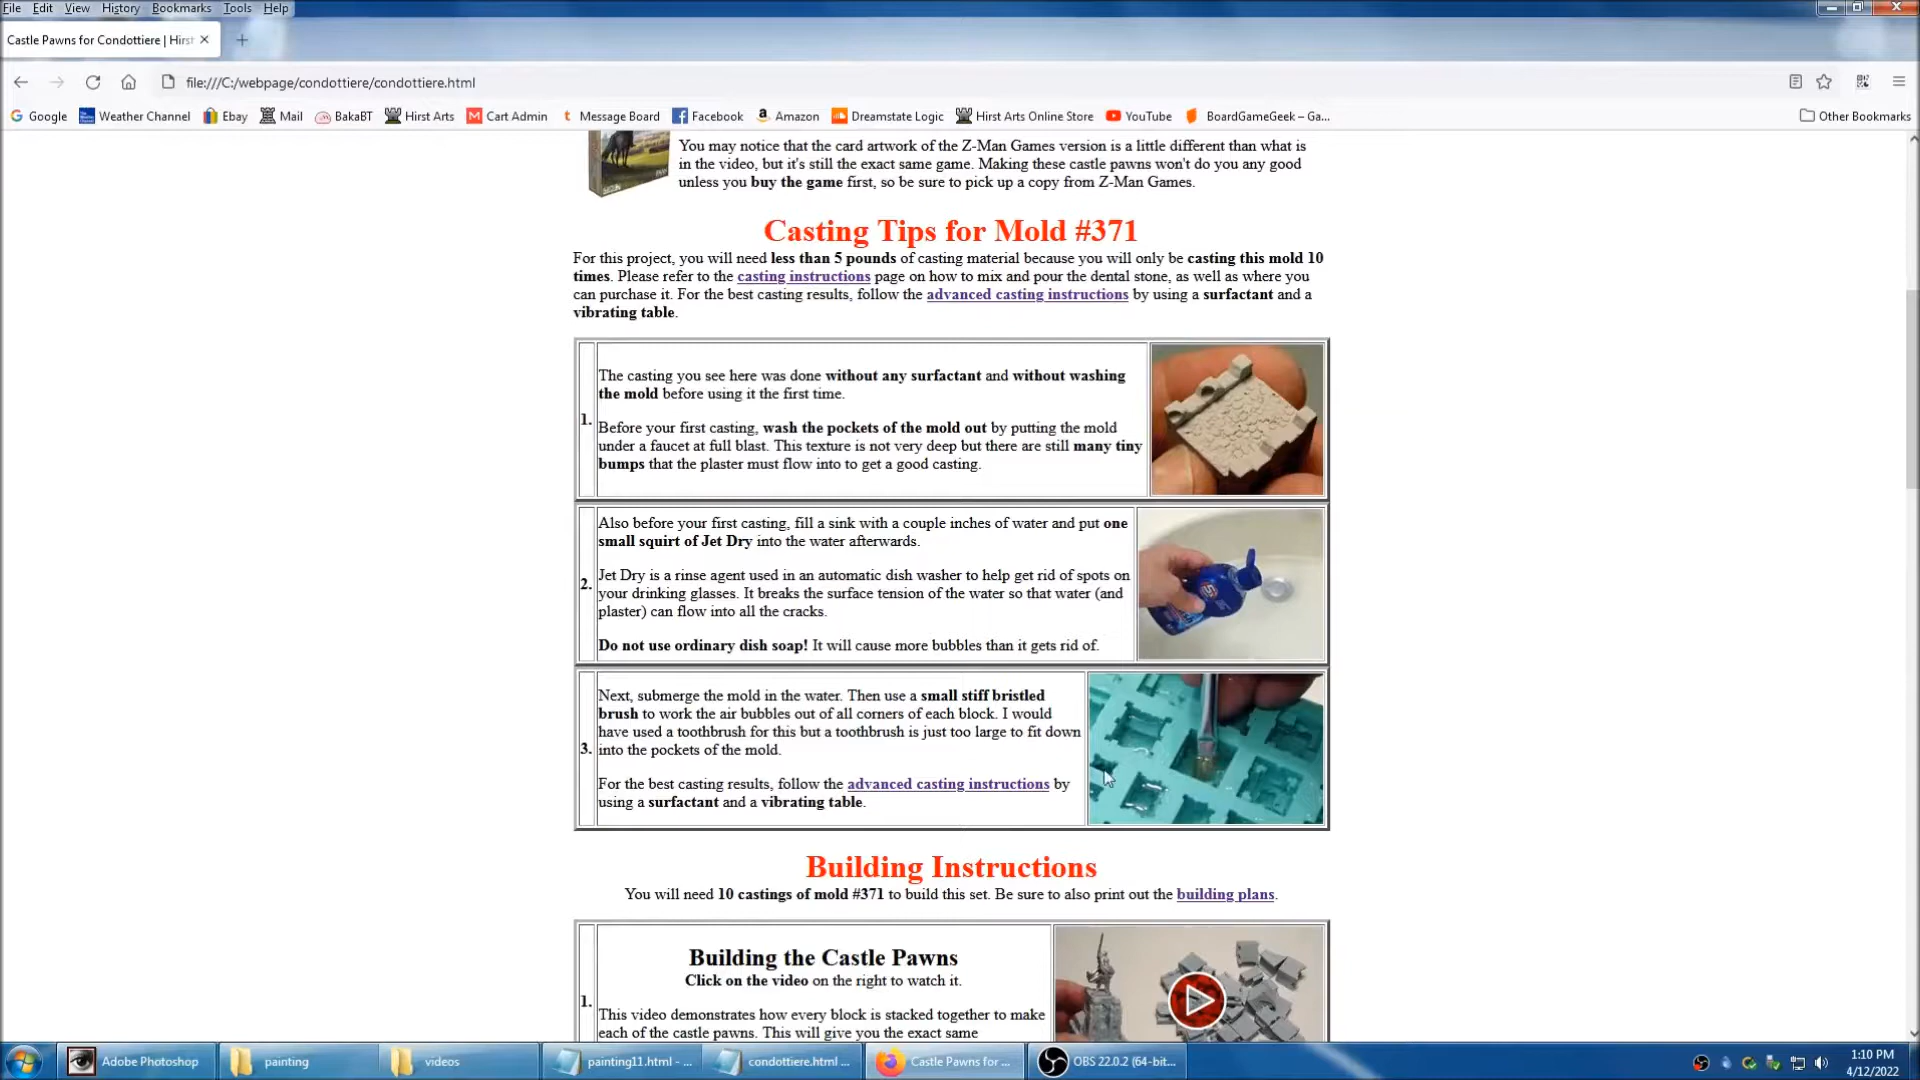 File Edit View History Bookmarks Tools Help
Castle Pawns for Condottiere | Hirst
file:///C:/webpage/condottiere/condottiere.html
Google Weather Channel Ebay Mail BakaBT Hirst Arts Cart Admin Message Board Facebook Amazon Dreamstate Logic Hirst Arts Online Store YouTube BoardGameGeek – Ga... Other Bookmarks
You may notice that the card artwork of the Z-Man Games version is a little different than what is
in the video, but it's still the exact same game. Making these castle pawns won't do you any good
unless you buy the game first, so be sure to pick up a copy from Z-Man Games.
Casting Tips for Mold #371
For this project, you will need less than 5 pounds of casting material because you will only be casting this mold 10
times. Please refer to the casting instructions page on how to mix and pour the dental stone, as well as where you
can purchase it. For the best casting results, follow the advanced casting instructions by using a surfactant and a
vibrating table.
1.
The casting you see here was done without any surfactant and without washing
the mold before using it the first time.
Before your first casting, wash the pockets of the mold out by putting the mold
under a faucet at full blast. This texture is not very deep but there are still many tiny
bumps that the plaster must flow into to get a good casting.
2.
Also before your first casting, fill a sink with a couple inches of water and put one
small squirt of Jet Dry into the water afterwards.
Jet Dry is a rinse agent used in an automatic dish washer to help get rid of spots on
your drinking glasses. It breaks the surface tension of the water so that water (and
plaster) can flow into all the cracks.
Do not use ordinary dish soap! It will cause more bubbles than it gets rid of.
3.
Next, submerge the mold in the water. Then use a small stiff bristled
brush to work the air bubbles out of all corners of each block. I would
have used a toothbrush for this but a toothbrush is just too large to fit down
into the pockets of the mold.
For the best casting results, follow the advanced casting instructions by
using a surfactant and a vibrating table.
Building Instructions
You will need 10 castings of mold #371 to build this set. Be sure to also print out the building plans.
1.
Building the Castle Pawns
Click on the video on the right to watch it.
This video demonstrates how every block is stacked together to make
each of the castle pawns. This will give you the exact same
Adobe Photoshop painting videos painting11.html - ... condottiere.html ... Castle Pawns for ... OBS 22.0.2 (64-bit...
1:10 PM
4/12/2022